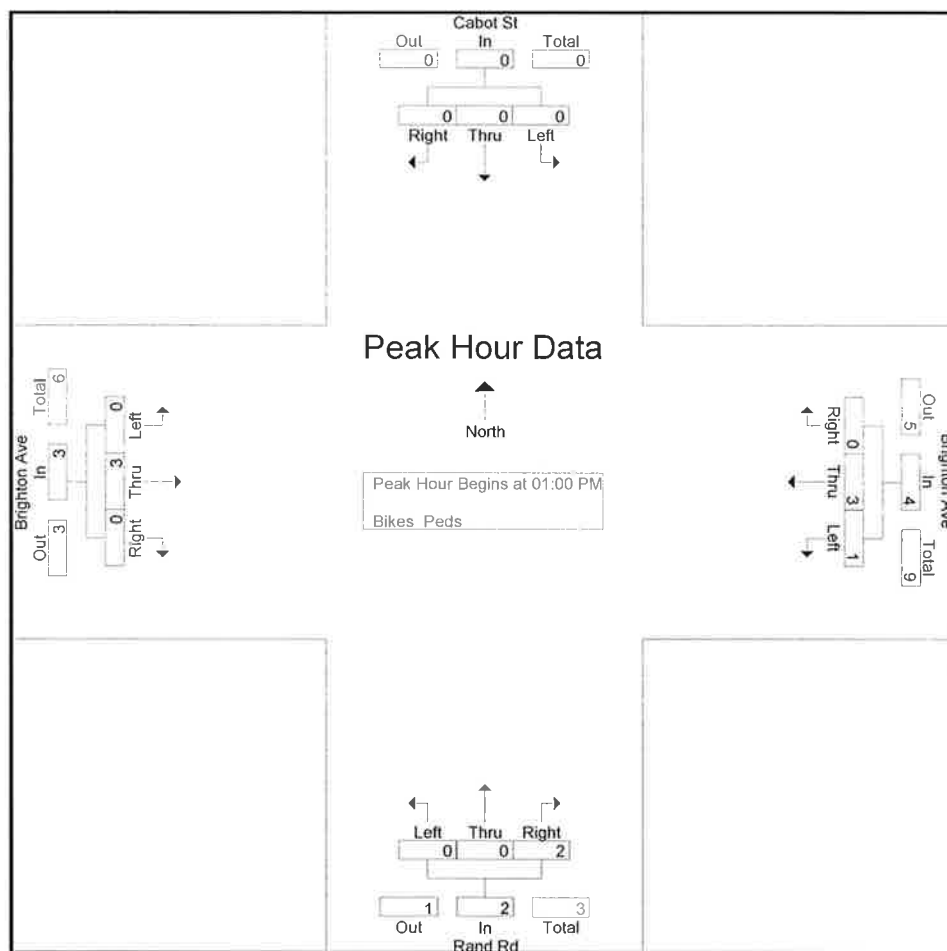 Cabot St
Out In Total
0 0 0
0 0 0
Right Thru Left
Peak Hour Data
North
Peak Hour Begins at 01:00 PM
Bikes Peds
Brighton Ave
Out In Total
3 3 6
0 3 0
Left Thru Right
Brighton Ave
Out In Total
5 4 9
Right Thru Left
0 3 1
Left Thru Right
0 0 2
1 2 3
Out In Total
Rand Rd